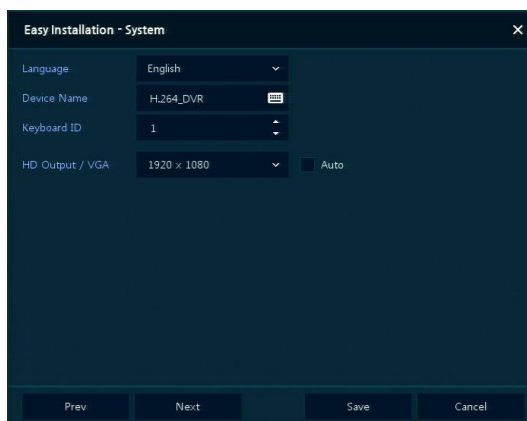 Easy Installation - System
Language English
Device Name H.264_DVR
Keyboard ID 1
HD Output / VGA 1920 × 1080 Auto
Prev Next Save Cancel